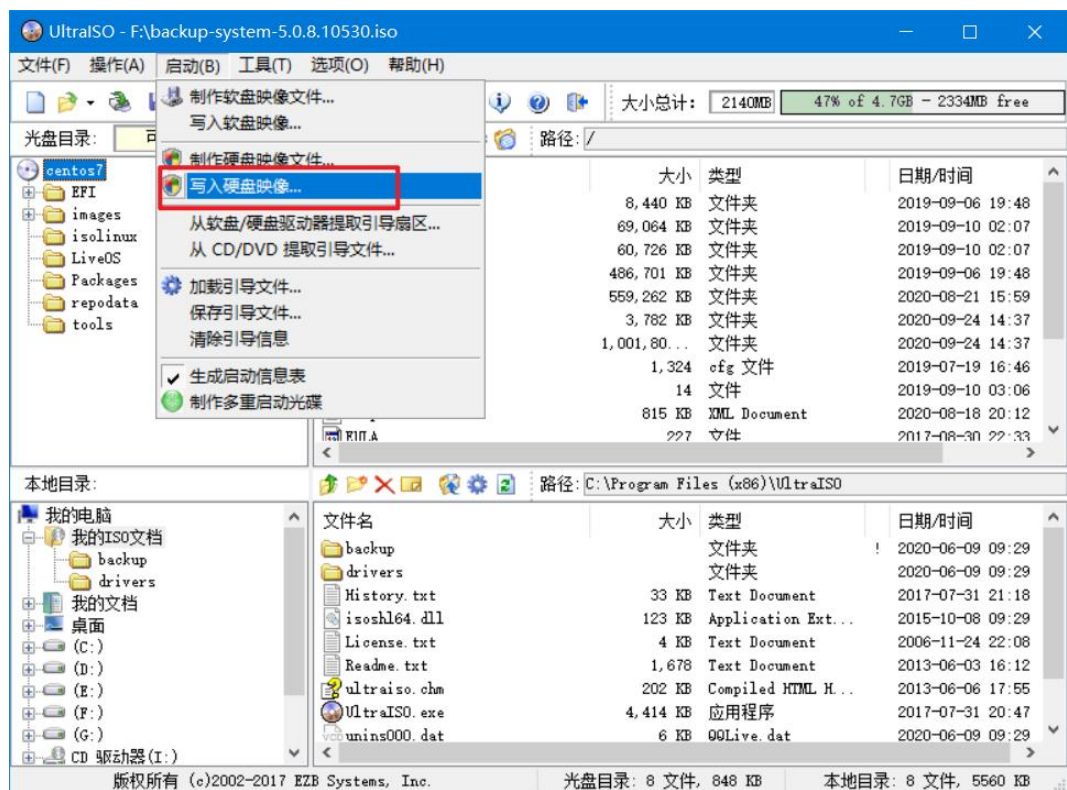 UltraISO - F:\backup-system-5.0.8.10530.iso
文件(F) 操作(A) 启动(B) 工具(T) 选项(O) 帮助(H)
大小总计: 2140MB 47% of 4.7GB - 2334MB free
光盘目录: 路径: /
制作软盘映像文件...
写入软盘映像...
制作硬盘映像文件...
写入硬盘映像...
从软盘/硬盘驱动器提取引导扇区...
从 CD/DVD 提取引导文件...
加载引导文件...
保存引导文件...
清除引导信息
生成启动信息表
制作多重启动光碟
centos7
EFI
images
isolinux
LiveOS
Packages
repodata
tools
大小 类型 日期/时间
8,440 KB 文件夹 2019-09-06 19:48
69,064 KB 文件夹 2019-09-10 02:07
60,726 KB 文件夹 2019-09-10 02:07
486,701 KB 文件夹 2019-09-06 19:48
559,262 KB 文件夹 2020-08-21 15:59
3,782 KB 文件夹 2020-09-24 14:37
1,001,80... 文件夹 2020-09-24 14:37
1,324 cfg 文件 2019-07-19 16:46
14 文件 2019-09-10 03:06
815 KB XML Document 2020-08-18 20:12
EULA 227 文件 2017-08-30 22:33
本地目录: 路径: C:\Program Files (x86)\UltraISO
我的电脑
我的ISO文档
backup
drivers
我的文档
桌面
(C:)
(D:)
(E:)
(F:)
(G:)
CD 驱动器(I:)
文件名 大小 类型 日期/时间
backup 文件夹 ! 2020-06-09 09:29
drivers 文件夹 2020-06-09 09:29
History.txt 33 KB Text Document 2017-07-31 21:18
isoshl64.dll 123 KB Application Ext... 2015-10-08 09:29
License.txt 4 KB Text Document 2006-11-24 22:08
Readme.txt 1,678 Text Document 2013-06-03 16:12
ultraiso.chm 202 KB Compiled HTML H... 2013-06-06 17:55
UltraISO.exe 4,414 KB 应用程序 2017-07-31 20:47
unins000.dat 6 KB QQLive.dat 2020-06-09 09:29
版权所有 (c)2002-2017 EZB Systems, Inc. 光盘目录: 8 文件, 848 KB 本地目录: 8 文件, 5560 KB